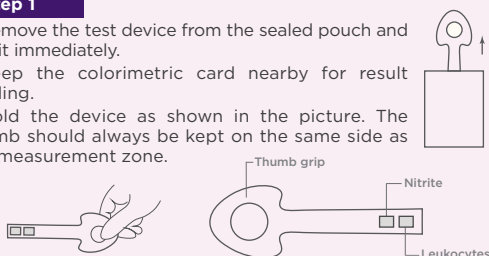 ep 1
move the test device from the sealed pouch and
it immediately.
ep the colorimetric card nearby for result
ling.
old the device as shown in the picture. The
mb should always be kept on the same side as
measurement zone.
Thumb grip
Nitrite
Leukocytes